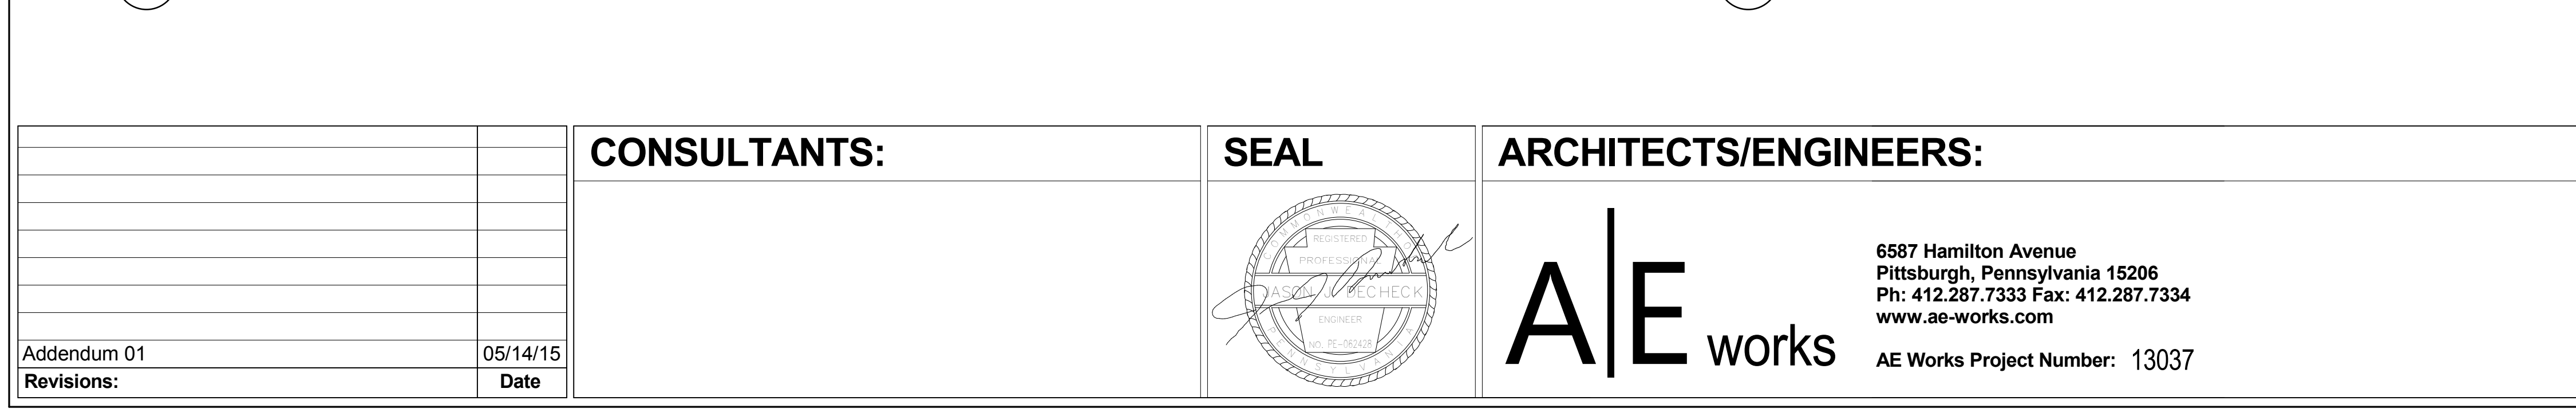 Addendum 01 05/14/15
Revisions: Date
CONSULTANTS:
SEAL
COMMONWEALTH O
REGISTERED
PROFESSIONAL
JASON J. DECHECK
ENGINEER
NO. PE-062428
PENNSYLVANIA
ARCHITECTS/ENGINEERS:
A|E works
6587 Hamilton Avenue
Pittsburgh, Pennsylvania 15206
Ph: 412.287.7333 Fax: 412.287.7334
www.ae-works.com
AE Works Project Number: 13037